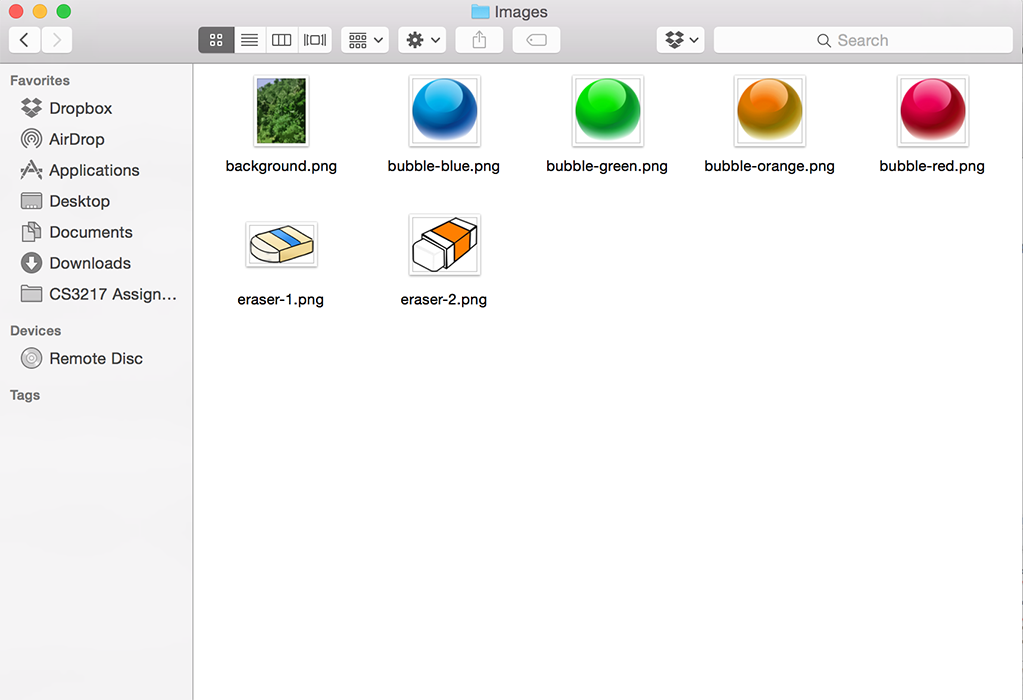 Images
Search
Favorites
Dropbox
AirDrop
Applications
Desktop
Documents
Downloads
CS3217 Assign...
Devices
Remote Disc
Tags
background.png
bubble-blue.png
bubble-green.png
bubble-orange.png
bubble-red.png
eraser-1.png
eraser-2.png